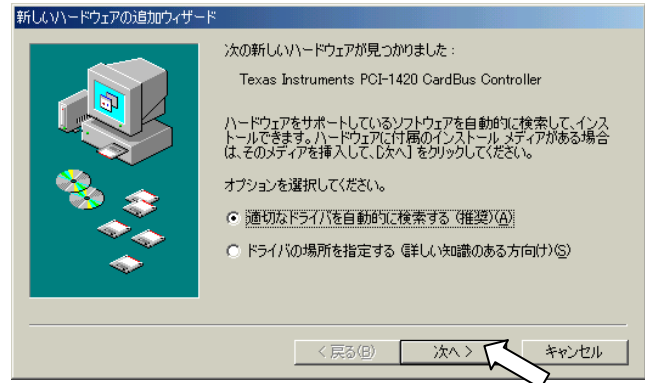 新しいハードウェアの追加ウィザード
次の新しいハードウェアが見つかりました :
Texas Instruments PCI-1420 CardBus Controller
ハードウェアをサポートしているソフトウェアを自動的に検索して、インス
トールできます。ハードウェアに付属のインストール メディアがある場合
は、そのメディアを挿入して、[次へ] をクリックしてください。
オプションを選択してください。
適切なドライバを自動的に検索する (推奨)(A)
ドライバの場所を指定する (詳しい知識のある方向け)(S)
< 戻る(B) 次へ > キャンセル